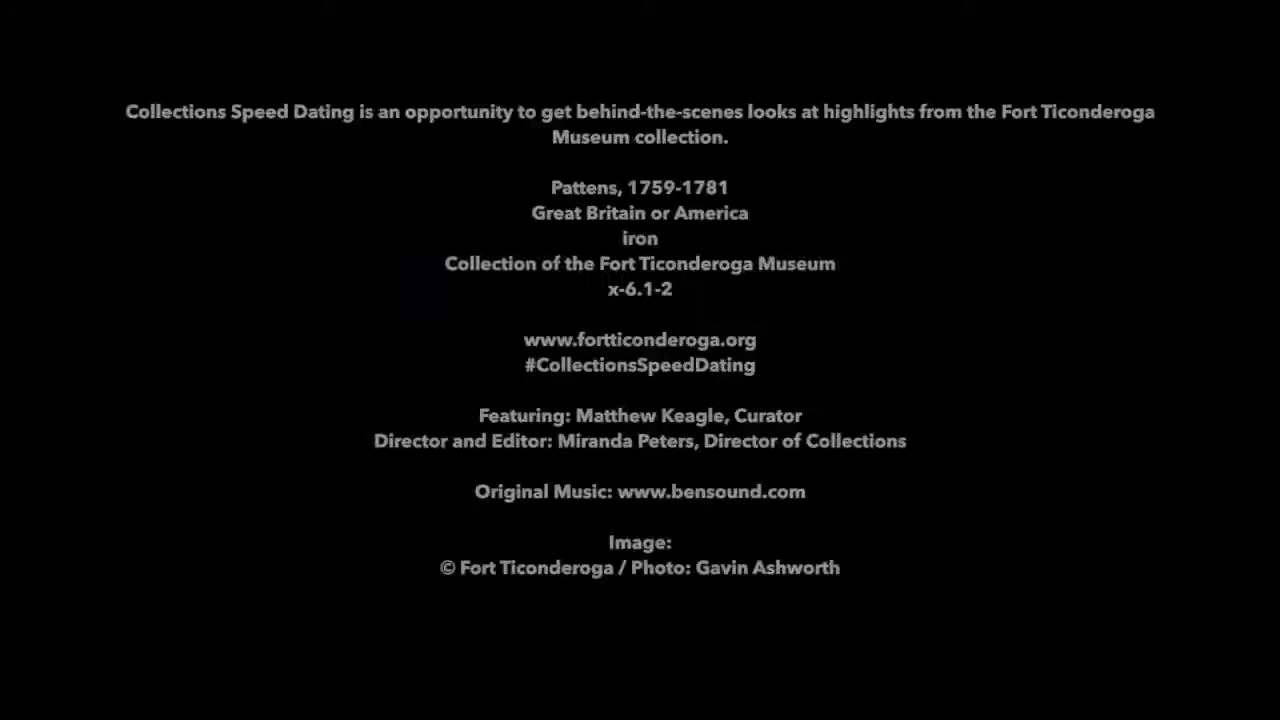 Collections Speed Dating is an opportunity to get behind-the-scenes looks at highlights from the Fort Ticonderoga
Museum collection.
Pattens, 1759-1781
Great Britain or America
iron
Collection of the Fort Ticonderoga Museum
x-6.1-2
www.fortticonderoga.org
#CollectionsSpeedDating
Featuring: Matthew Keagle, Curator
Director and Editor: Miranda Peters, Director of Collections
Original Music: www.bensound.com
Image:
© Fort Ticonderoga / Photo: Gavin Ashworth